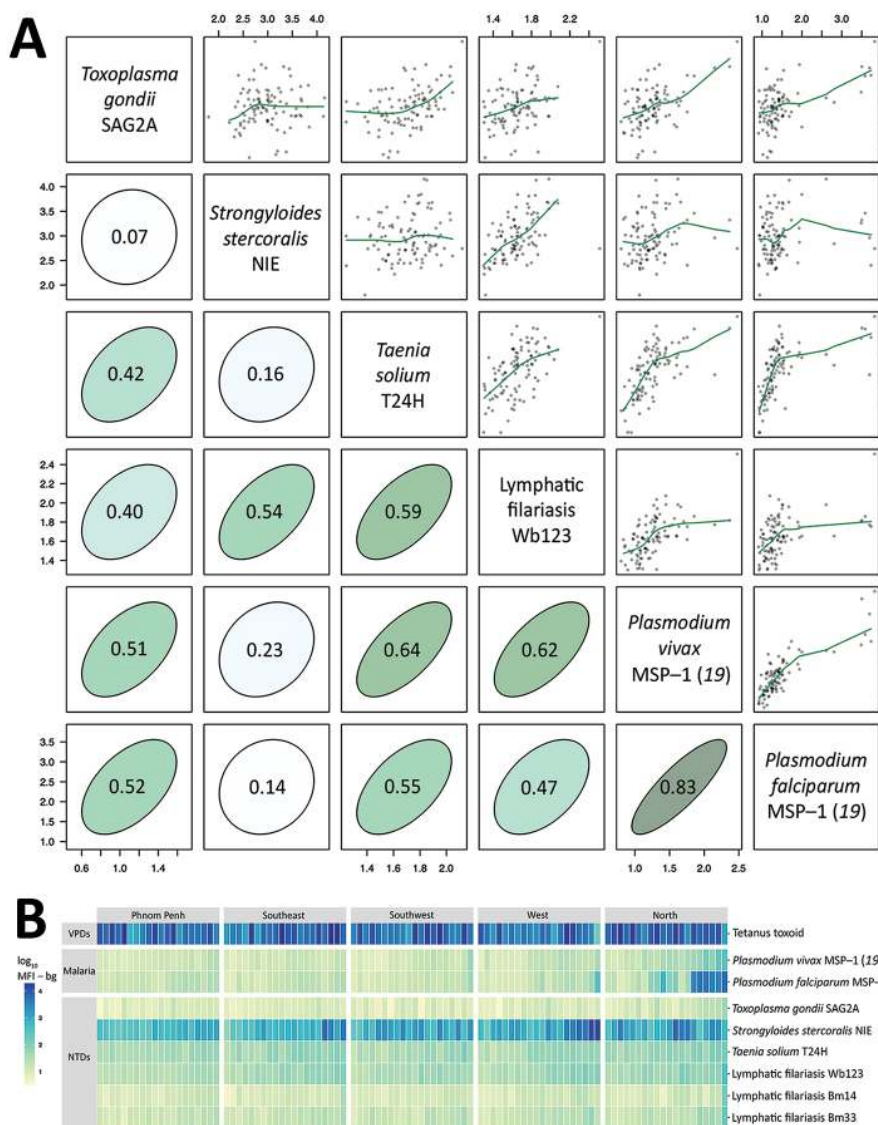 A
2.0 3.0 4.0
1.4 1.8 2.2
1.0 2.0 3.0
Toxoplasma
gondii
SAG2A
4.0
3.5
3.0
2.5
2.0
0.07
Strongyloides
stercoralis
NIE
0.42
0.16
Taenia
solium
T24H
2.4
2.2
2.0
1.8
1.6
1.4
0.40
0.54
0.59
Lymphatic
filariasis
Wb123
0.51
0.23
0.64
0.62
Plasmodium
vivax
MSP–1 (19)
3.5
3.0
2.5
2.0
1.5
1.0
0.52
0.14
0.55
0.47
0.83
Plasmodium
falciparum
MSP–1 (19)
0.6 1.0 1.4
1.4 1.6 1.8 2.0
1.0 1.5 2.0 2.5
B
Phnom Penh Southeast Southwest West North
VPDs
Tetanus toxoid
log10
MFI – bg
4
3
2
1
Malaria
Plasmodium vivax MSP–1 (19
Plasmodium falciparum MSP–
NTDs
Toxoplasma gondii SAG2A
Strongyloides stercoralis NIE
Taenia solium T24H
Lymphatic filariasis Wb123
Lymphatic filariasis Bm14
Lymphatic filariasis Bm33